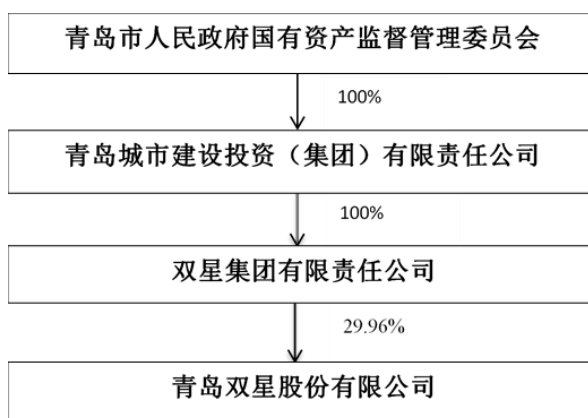 青岛市人民政府国有资产监督管理委员会
100%
青岛城市建设投资（集团）有限责任公司
100%
双星集团有限责任公司
29.96%
青岛双星股份有限公司